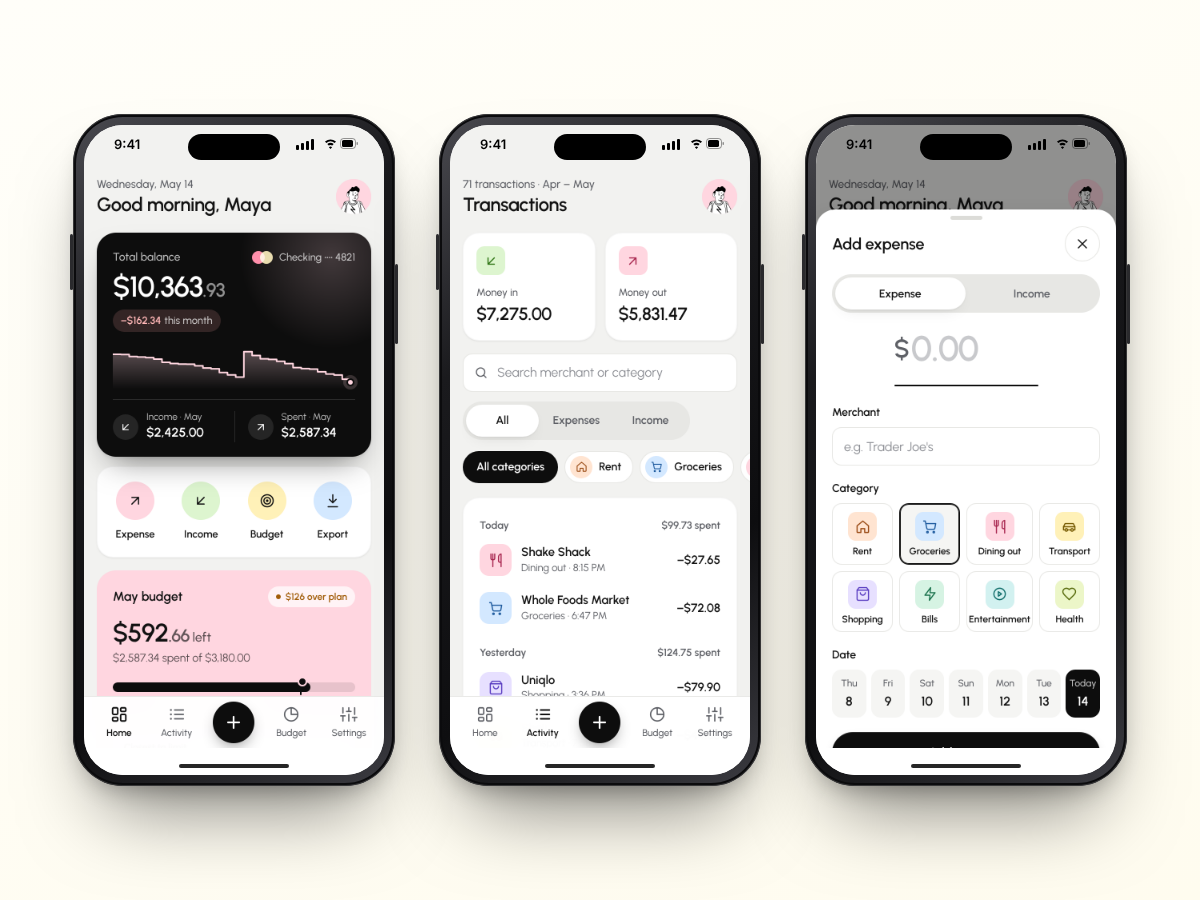 9:41
Wednesday, May 14
Good morning, Maya
Total balance
Checking ·· 4821
$10,363.93
−$162.34 this month
Income · May
$2,425.00
Spent · May
$2,587.34
Expense
Income
Budget
Export
May budget
$126 over plan
$592.66 left
$2,587.34 spent of $3,180.00
Home
Activity
Budget
Settings
9:41
71 transactions · Apr – May
Transactions
Money in
$7,275.00
Money out
$5,831.47
Search merchant or category
All
Expenses
Income
All categories
Rent
Groceries
Today
$99.73 spent
Shake Shack
Dining out · 8:15 PM
−$27.65
Whole Foods Market
Groceries · 6:47 PM
−$72.08
Yesterday
$124.75 spent
Uniqlo
Shopping · 3:36 PM
−$79.90
Home
Activity
Budget
Settings
9:41
Wednesday, May 14
Good morning, Maya
Add expense
Expense
Income
$0.00
Merchant
e.g. Trader Joe's
Category
Rent
Groceries
Dining out
Transport
Shopping
Bills
Entertainment
Health
Date
Thu
8
Fri
9
Sat
10
Sun
11
Mon
12
Tue
13
Today
14